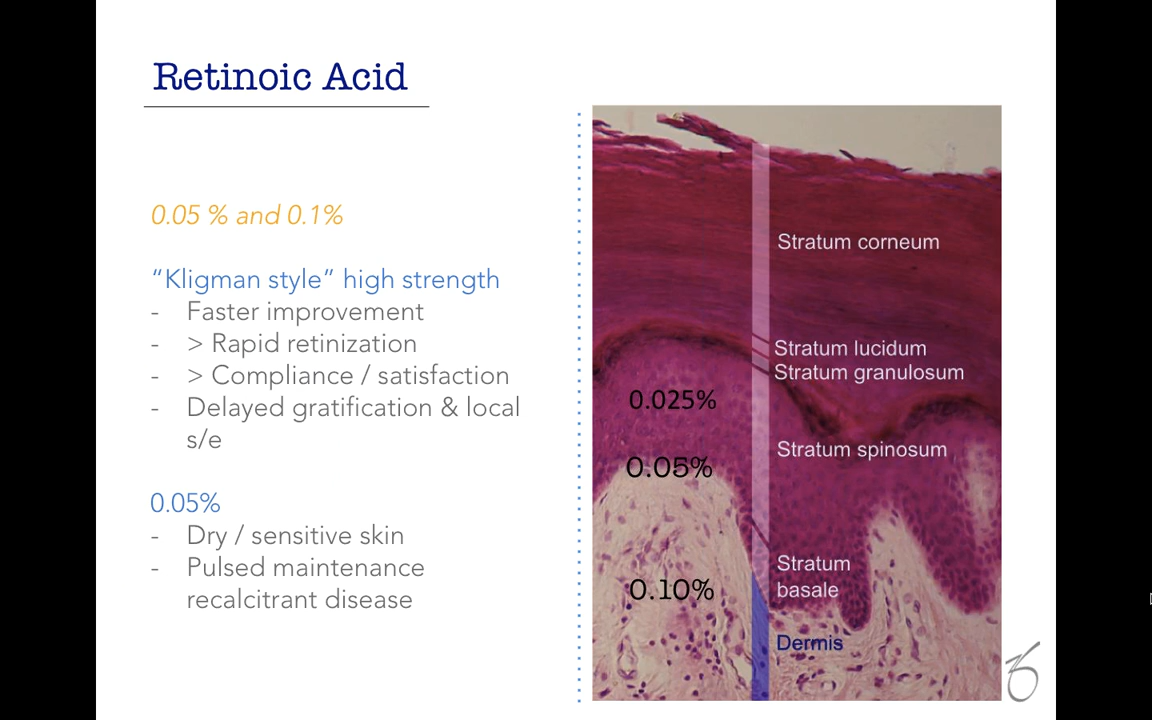 Retinoic Acid
0.05 % and 0.1%
“Kligman style” high strength
- Faster improvement
- > Rapid retinization
- > Compliance / satisfaction
- Delayed gratification & local
s/e
0.05%
- Dry / sensitive skin
- Pulsed maintenance
recalcitrant disease
Stratum corneum
Stratum lucidum
Stratum granulosum
0.025%
Stratum spinosum
0.05%
Stratum
basale
0.10%
Dermis